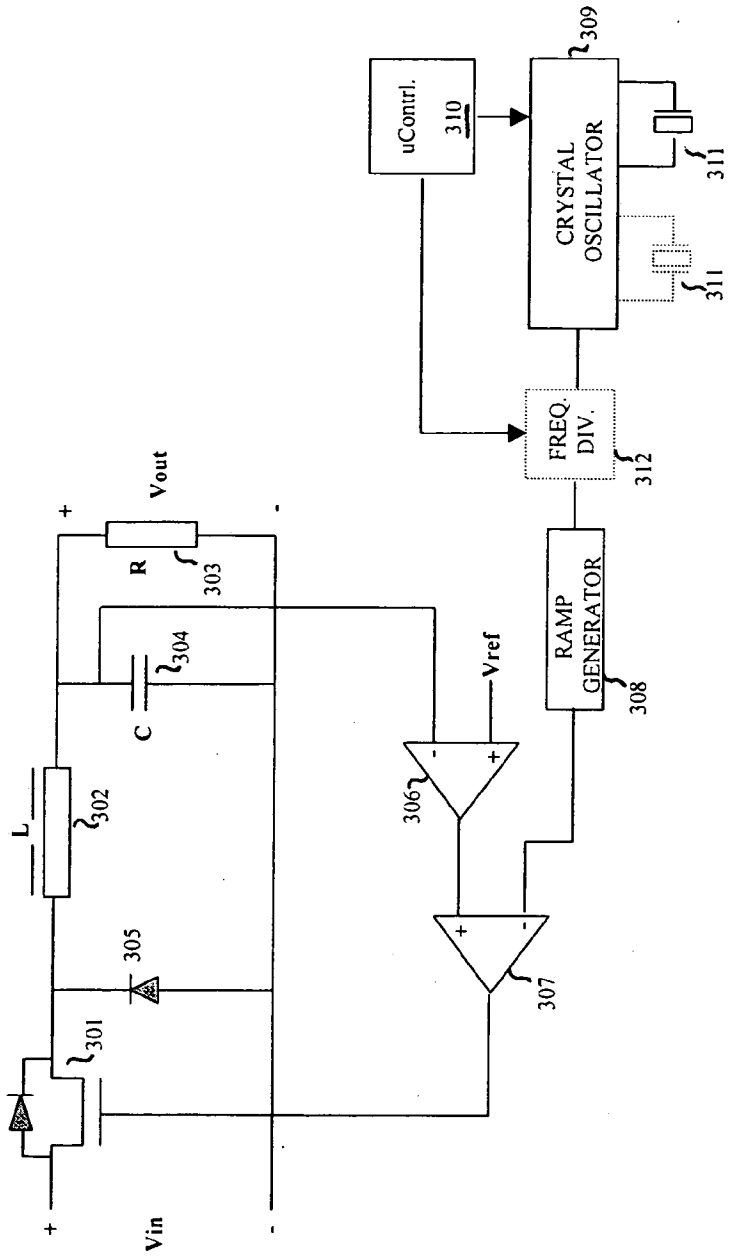 +
Vin
-
301
305
L
302
C
304
R
303
+
Vout
-
306
-
+
Vref
307
+
-
uContrl.
310
RAMP
GENERATOR
308
FREQ.
DIV.
312
CRYSTAL
OSCILLATOR
309
311
311